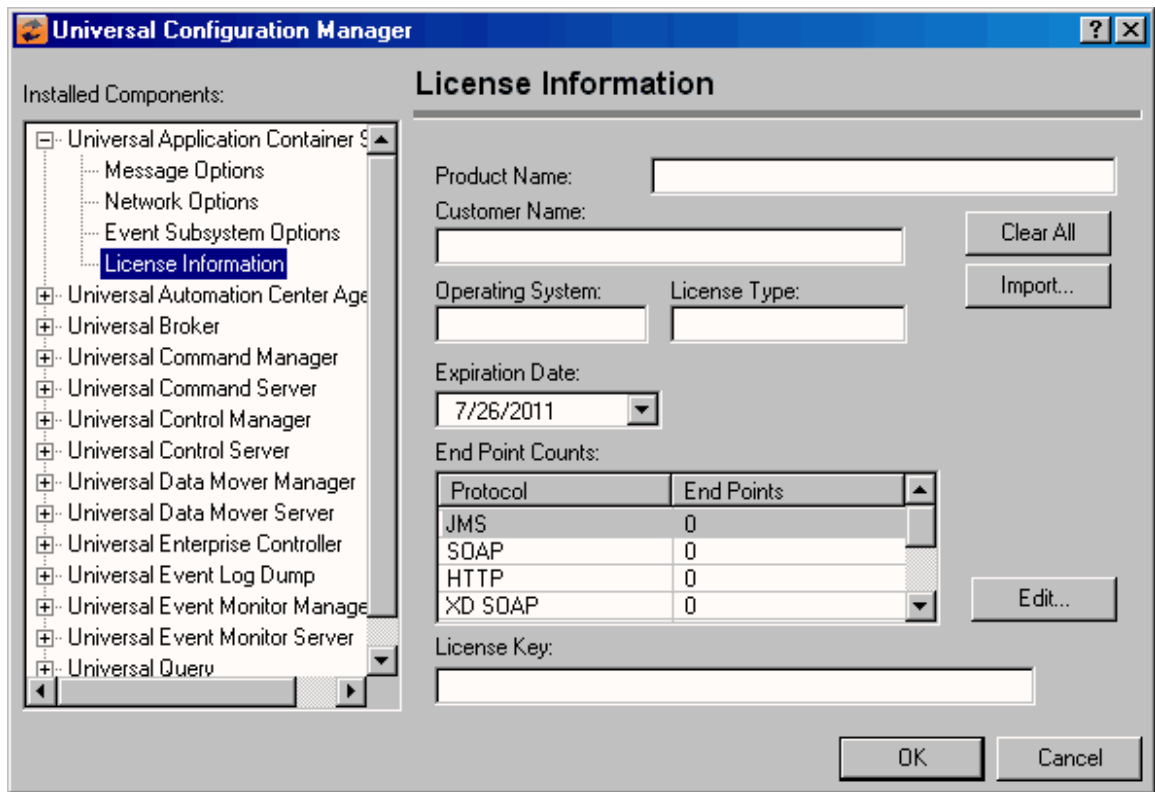 Universal Configuration Manager
Installed Components:
Universal Application Container S
Message Options
Network Options
Event Subsystem Options
License Information
Universal Automation Center Age
Universal Broker
Universal Command Manager
Universal Command Server
Universal Control Manager
Universal Control Server
Universal Data Mover Manager
Universal Data Mover Server
Universal Enterprise Controller
Universal Event Log Dump
Universal Event Monitor Manage
Universal Event Monitor Server
Universal Query
License Information
Product Name:
Customer Name:
Clear All
Operating System: License Type:
Import...
Expiration Date:
7/26/2011
End Point Counts:
Protocol End Points
JMS 0
SOAP 0
HTTP 0
XD SOAP 0
Edit...
License Key:
OK Cancel